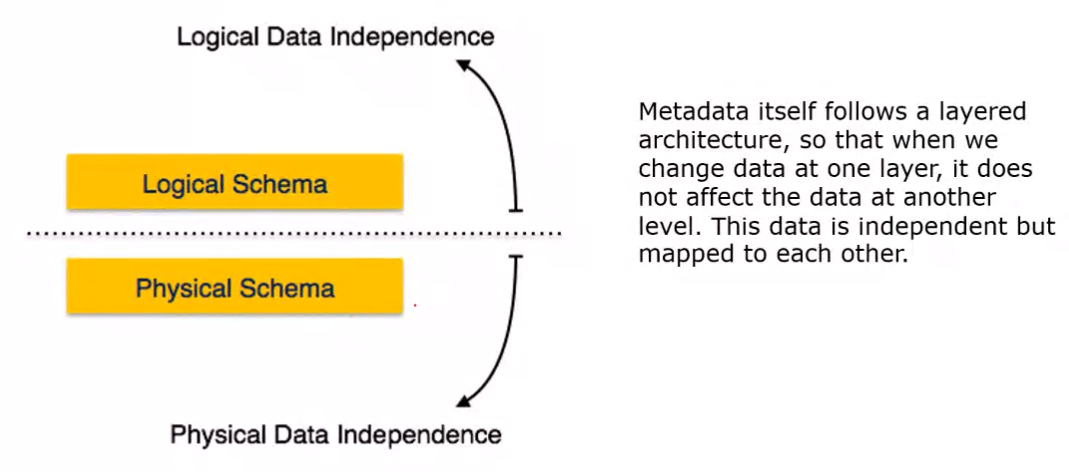 Logical Data Independence
Logical Schema
Physical Schema
Physical Data Independence
Metadata itself follows a layered
architecture, so that when we
change data at one layer, it does
not affect the data at another
level. This data is independent but
mapped to each other.